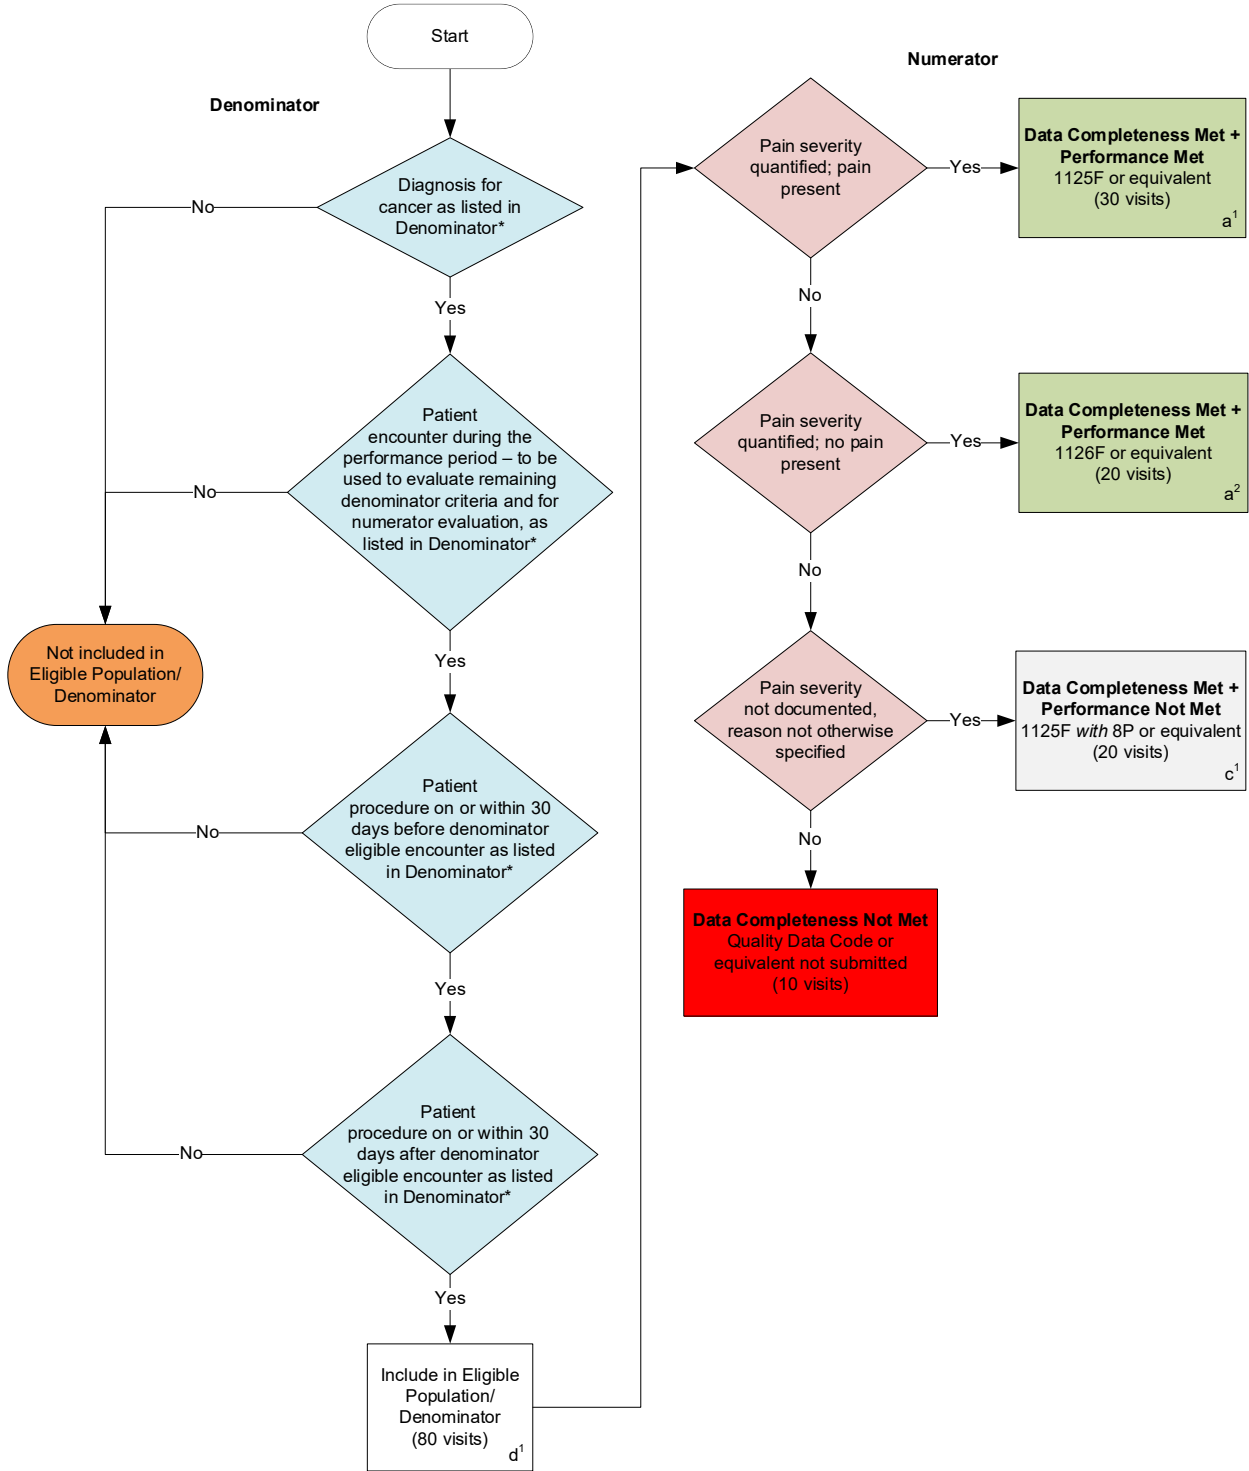 Start
Denominator
Diagnosis for
cancer as listed in
Denominator*
No
Yes
Patient
encounter during the
performance period – to be
used to evaluate remaining
denominator criteria and for
numerator evaluation, as
listed in Denominator*
No
Yes
Not included in
Eligible Population/
Denominator
Patient
procedure on or within 30
days before denominator
eligible encounter as listed
in Denominator*
No
Yes
Patient
procedure on or within 30
days after denominator
eligible encounter as listed
in Denominator*
No
Yes
Include in Eligible
Population/
Denominator
(80 visits)
d¹
Numerator
Pain severity
quantified; pain
present
Yes
Data Completeness Met +
Performance Met
1125F or equivalent
(30 visits)
a¹
No
Pain severity
quantified; no pain
present
Yes
Data Completeness Met +
Performance Met
1126F or equivalent
(20 visits)
a²
No
Pain severity
not documented,
reason not otherwise
specified
Yes
Data Completeness Met +
Performance Not Met
1125F with 8P or equivalent
(20 visits)
c¹
No
Data Completeness Not Met
Quality Data Code or
equivalent not submitted
(10 visits)